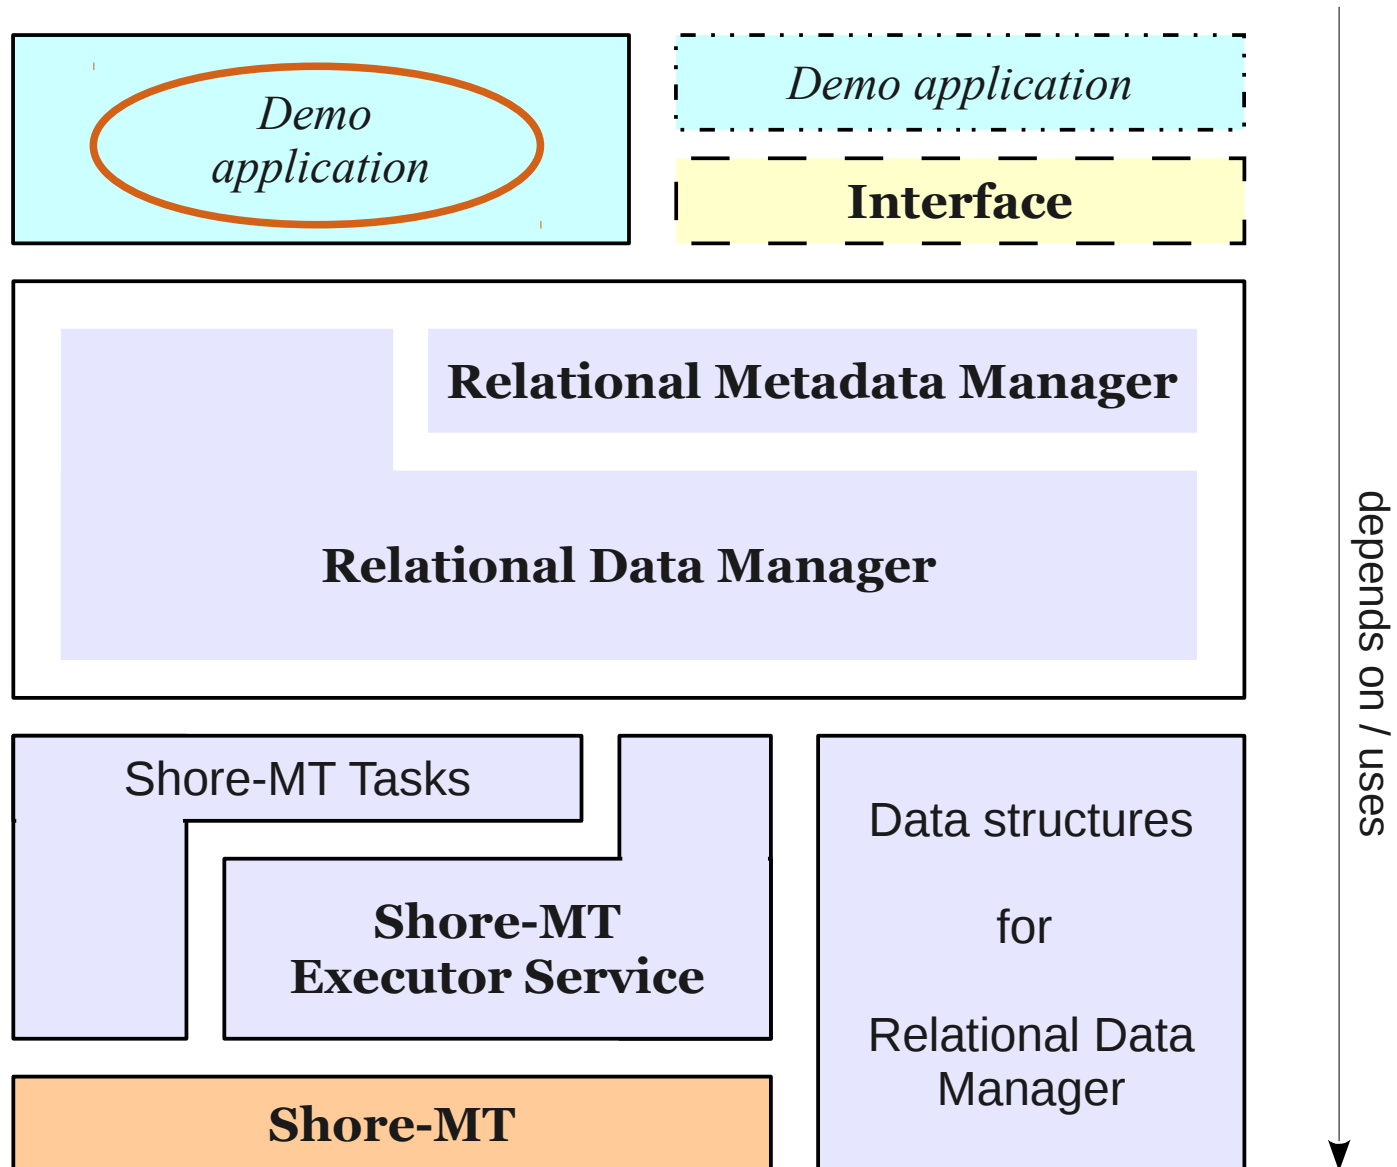 Demo
application
Demo application
Interface
Relational Metadata Manager
Relational Data Manager
depends on / uses
Shore-MT Tasks
Shore-MT
Executor Service
Data structures
for
Relational Data
Manager
Shore-MT